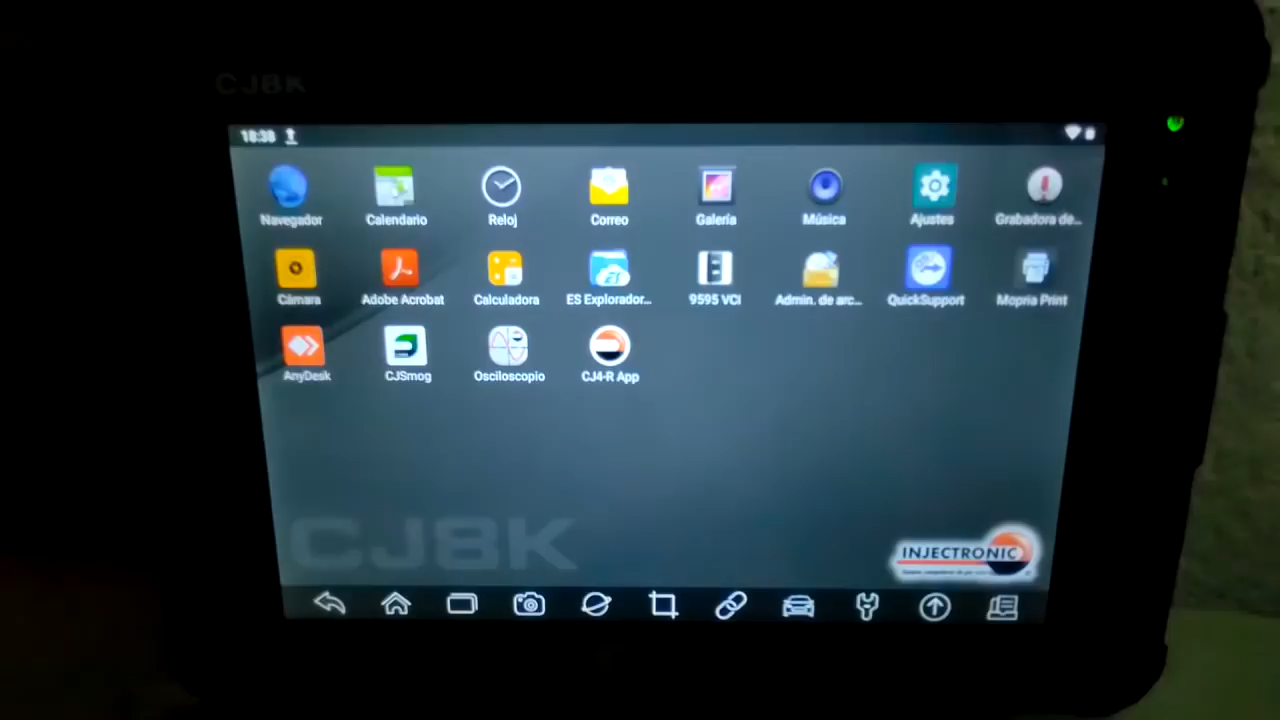 CJ8K
18:38
Navegador Calendario Reloj Correo Galería Música Ajustes Grabadora de...
Cámara Adobe Acrobat Calculadora ES Explorador... 9595 VCI Admin. de arc... QuickSupport Mopria Print
AnyDesk CJSmog Osciloscopio CJ4-R App
CJ8K
INJECTRONIC